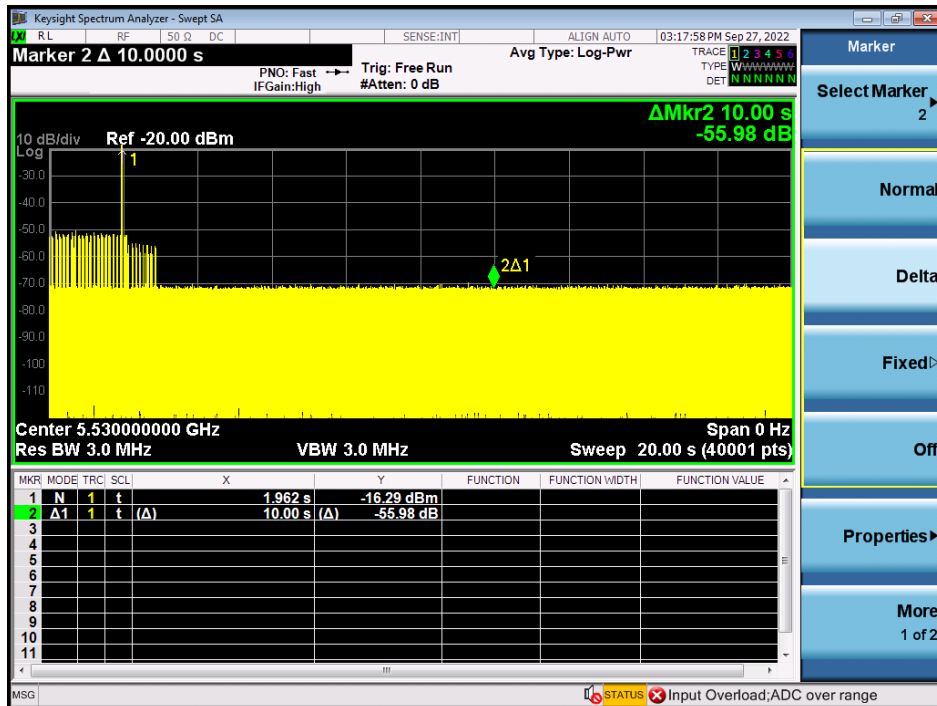 Keysight Spectrum Analyzer - Swept SA
LXI RL RF 50 Ω DC SENSE:INT ALIGN AUTO 03:17:58 PM Sep 27, 2022
Marker 2 Δ 10.0000 s
PNO: Fast
IFGain:High
Trig: Free Run
#Atten: 0 dB
Avg Type: Log-Pwr
TRACE 1 2 3 4 5 6
TYPE WWWWWW
DET N N N N N N
ΔMkr2 10.00 s
-55.98 dB
10 dB/div Ref -20.00 dBm
Log
1
-30.0
-40.0
-50.0
-60.0
2Δ1
-70.0
-80.0
-90.0
-100
-110
Center 5.530000000 GHz Span 0 Hz
Res BW 3.0 MHz VBW 3.0 MHz Sweep 20.00 s (40001 pts)
MKR MODE TRC SCL X Y FUNCTION FUNCTION WIDTH FUNCTION VALUE
1 N 1 t 1.962 s -16.29 dBm
2 Δ1 1 t (Δ) 10.00 s (Δ) -55.98 dB
3
4
5
6
7
8
9
10
11
MSG STATUS Input Overload;ADC over range
Marker
Select Marker
2
Normal
Delta
Fixed
Off
Properties
More
1 of 2